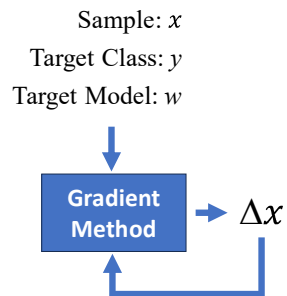 Sample: x
Target Class: y
Target Model: w
Gradient
Method
Δx